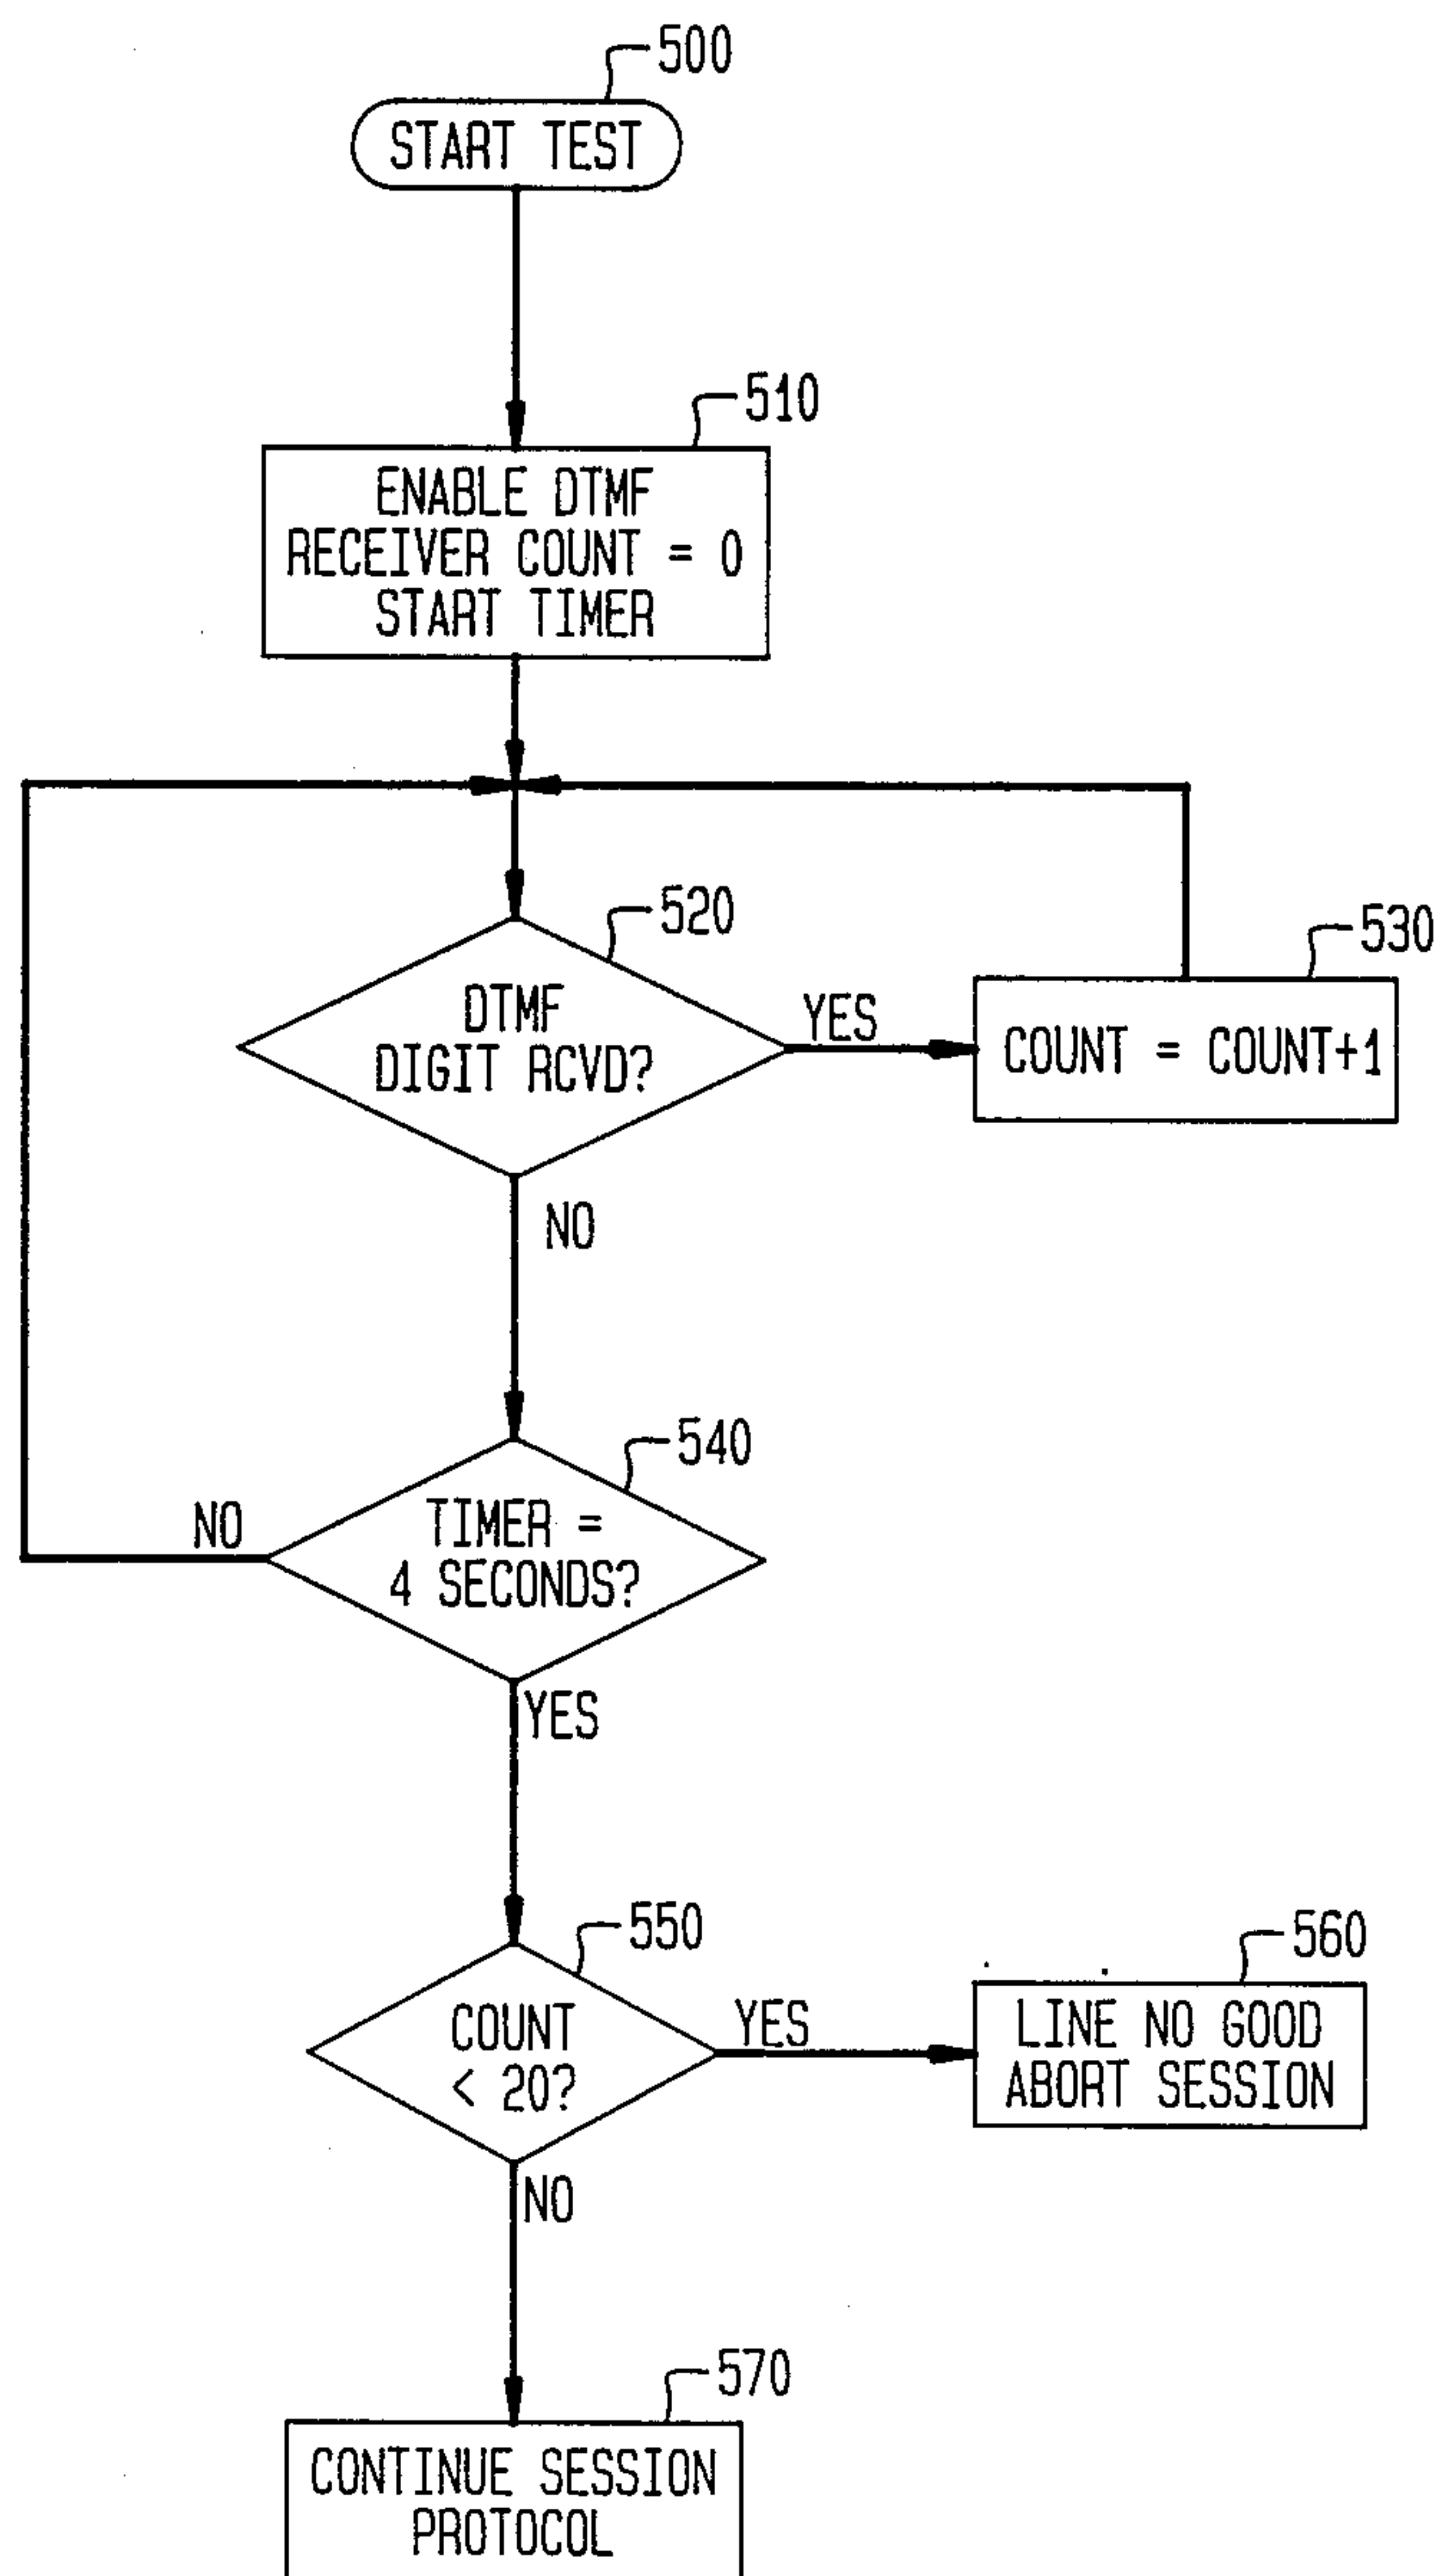 500
START TEST
510
ENABLE DTMF
RECEIVER COUNT = 0
START TIMER
520
DTMF
DIGIT RCVD?
YES
530
COUNT = COUNT+1
NO
540
TIMER =
4 SECONDS?
NO
YES
550
COUNT
< 20?
YES
560
LINE NO GOOD
ABORT SESSION
NO
570
CONTINUE SESSION
PROTOCOL